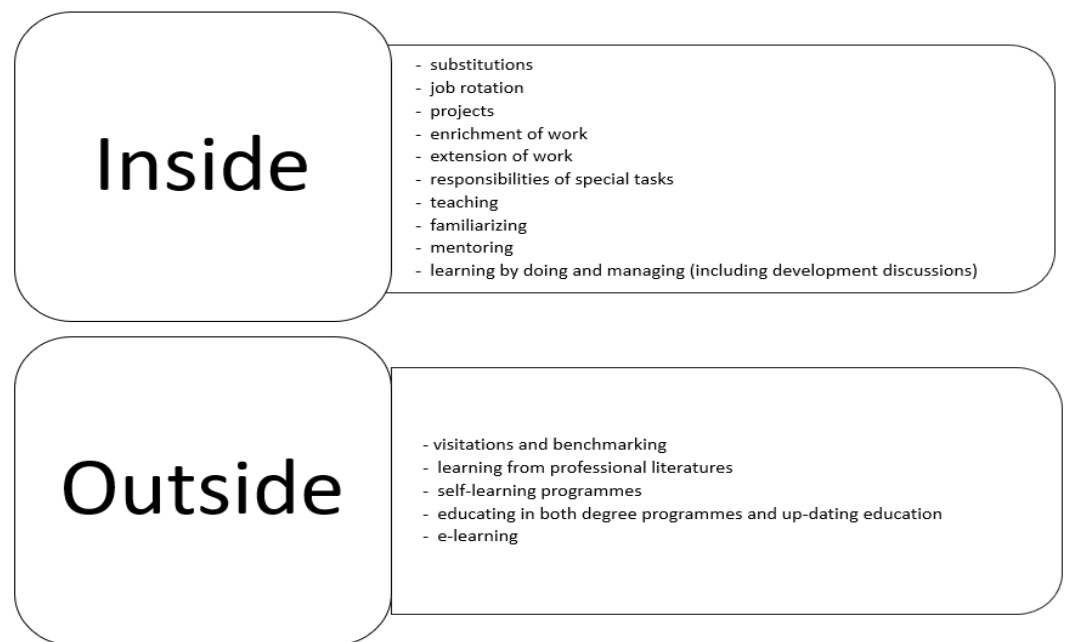 Inside
- substitutions
- job rotation
- projects
- enrichment of work
- extension of work
- responsibilities of special tasks
- teaching
- familiarizing
- mentoring
- learning by doing and managing (including development discussions)
Outside
- visitations and benchmarking
- learning from professional literatures
- self-learning programmes
- educating in both degree programmes and up-dating education
- e-learning